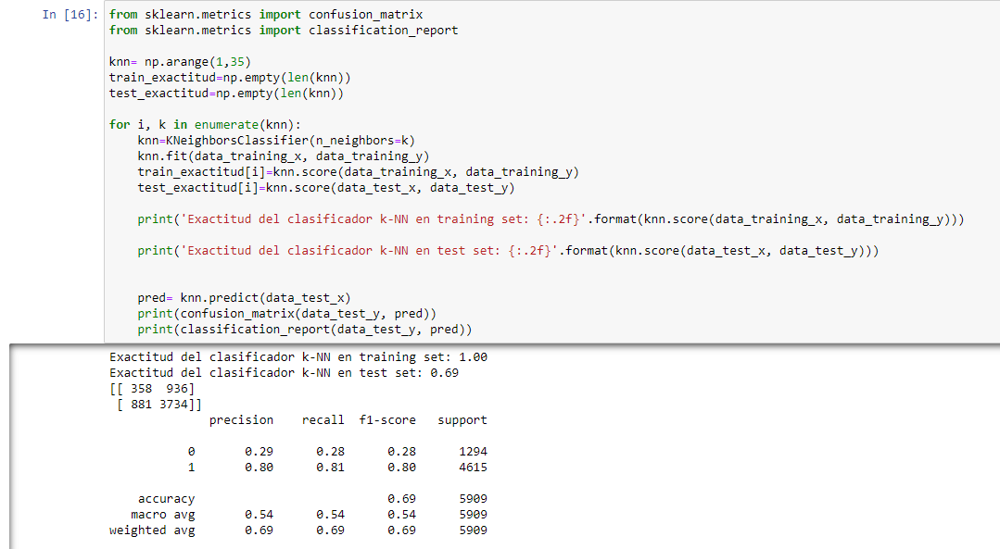 In [16]: from sklearn.metrics import confusion_matrix
from sklearn.metrics import classification_report
knn= np.arange(1,35)
train_exactitud=np.empty(len(knn))
test_exactitud=np.empty(len(knn))
for i, k in enumerate(knn):
    knn=KNeighborsClassifier(n_neighbors=k)
    knn.fit(data_training_x, data_training_y)
    train_exactitud[i]=knn.score(data_training_x, data_training_y)
    test_exactitud[i]=knn.score(data_test_x, data_test_y)
    print('Exactitud del clasificador k-NN en training set: {:.2f}'.format(knn.score(data_training_x, data_training_y)))
    print('Exactitud del clasificador k-NN en test set: {:.2f}'.format(knn.score(data_test_x, data_test_y)))
    pred= knn.predict(data_test_x)
    print(confusion_matrix(data_test_y, pred))
    print(classification_report(data_test_y, pred))
Exactitud del clasificador k-NN en training set: 1.00
Exactitud del clasificador k-NN en test set: 0.69
[[ 358  936]
 [ 881 3734]]
              precision    recall  f1-score   support
           0       0.29      0.28      0.28      1294
           1       0.80      0.81      0.80      4615
    accuracy                           0.69      5909
   macro avg       0.54      0.54      0.54      5909
weighted avg       0.69      0.69      0.69      5909